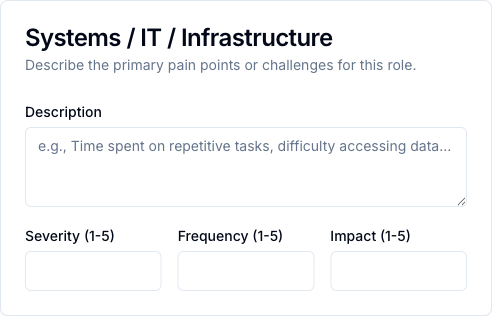 Systems / IT / Infrastructure
Describe the primary pain points or challenges for this role.
Description
e.g., Time spent on repetitive tasks, difficulty accessing data...
Severity (1-5)
Frequency (1-5)
Impact (1-5)